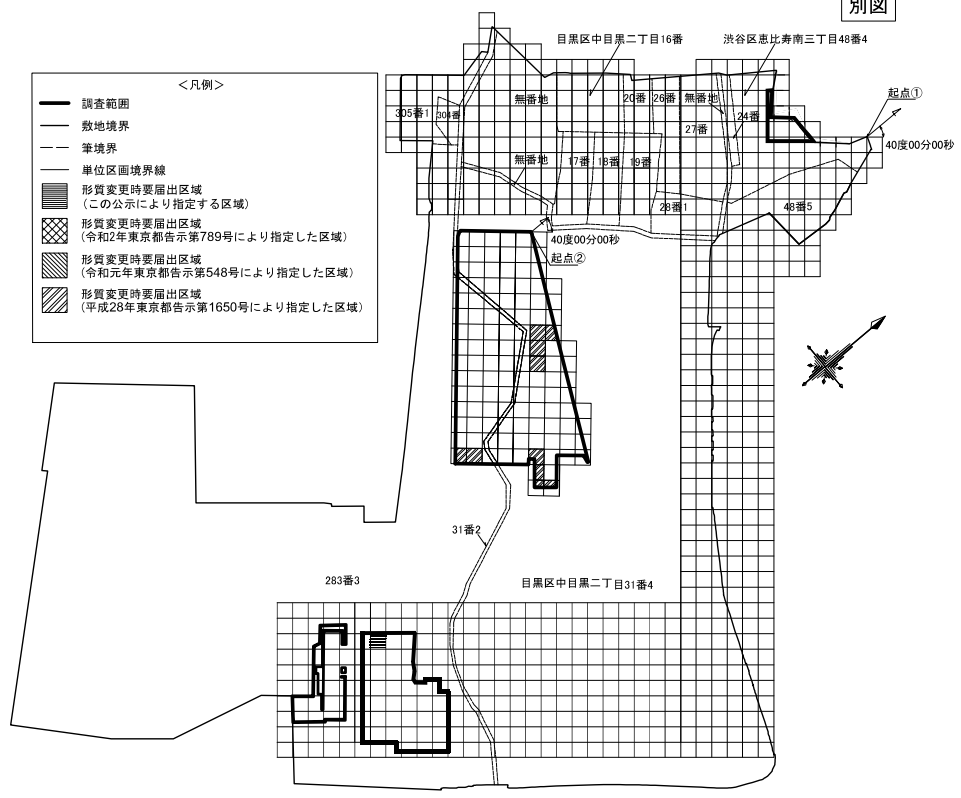 別図
目黒区中目黒二丁目16番
渋谷区恵比寿南三丁目48番4
起点①
40度00分00秒
<凡例>
調査範囲
敷地境界
筆境界
単位区画境界線
形質変更時要届出区域
(この公示により指定する区域)
形質変更時要届出区域
(令和2年東京都告示第789号により指定した区域)
形質変更時要届出区域
(令和元年東京都告示第548号により指定した区域)
形質変更時要届出区域
(平成28年東京都告示第1650号により指定した区域)
305番1
304番
無番地
20番
26番
無番地
27番
24番
無番地
17番
18番
19番
28番1
48番5
40度00分00秒
起点②
31番2
283番3
目黒区中目黒二丁目31番4